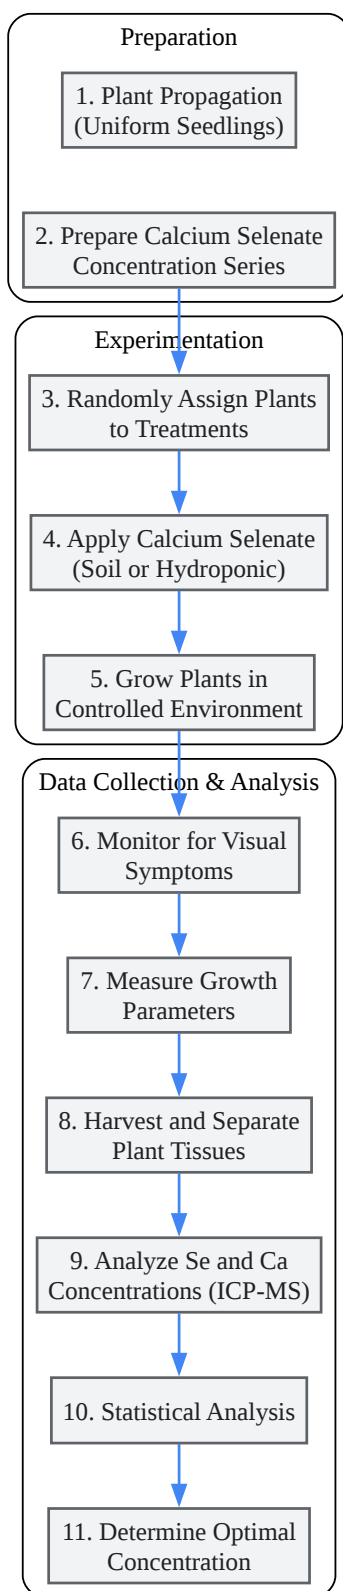 Preparation
1. Plant Propagation
(Uniform Seedlings)
2. Prepare Calcium Selenate
Concentration Series
Experimentation
3. Randomly Assign Plants
to Treatments
4. Apply Calcium Selenate
(Soil or Hydroponic)
5. Grow Plants in
Controlled Environment
Data Collection & Analysis
6. Monitor for Visual
Symptoms
7. Measure Growth
Parameters
8. Harvest and Separate
Plant Tissues
9. Analyze Se and Ca
Concentrations (ICP-MS)
10. Statistical Analysis
11. Determine Optimal
Concentration